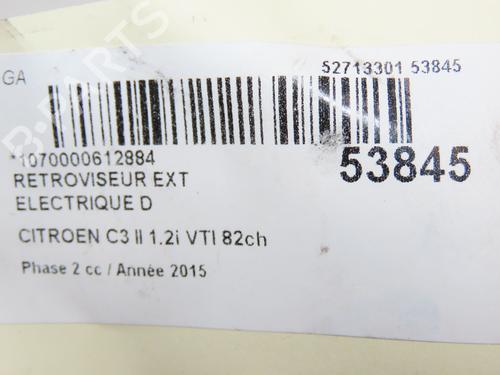 GA
52713301 53845
*1070000612884
53845
RETROVISEUR EXT
ELECTRIQUE D
CITROEN C3 II 1.2i VTI 82ch
Phase 2 cc / Année 2015
B-PARTS